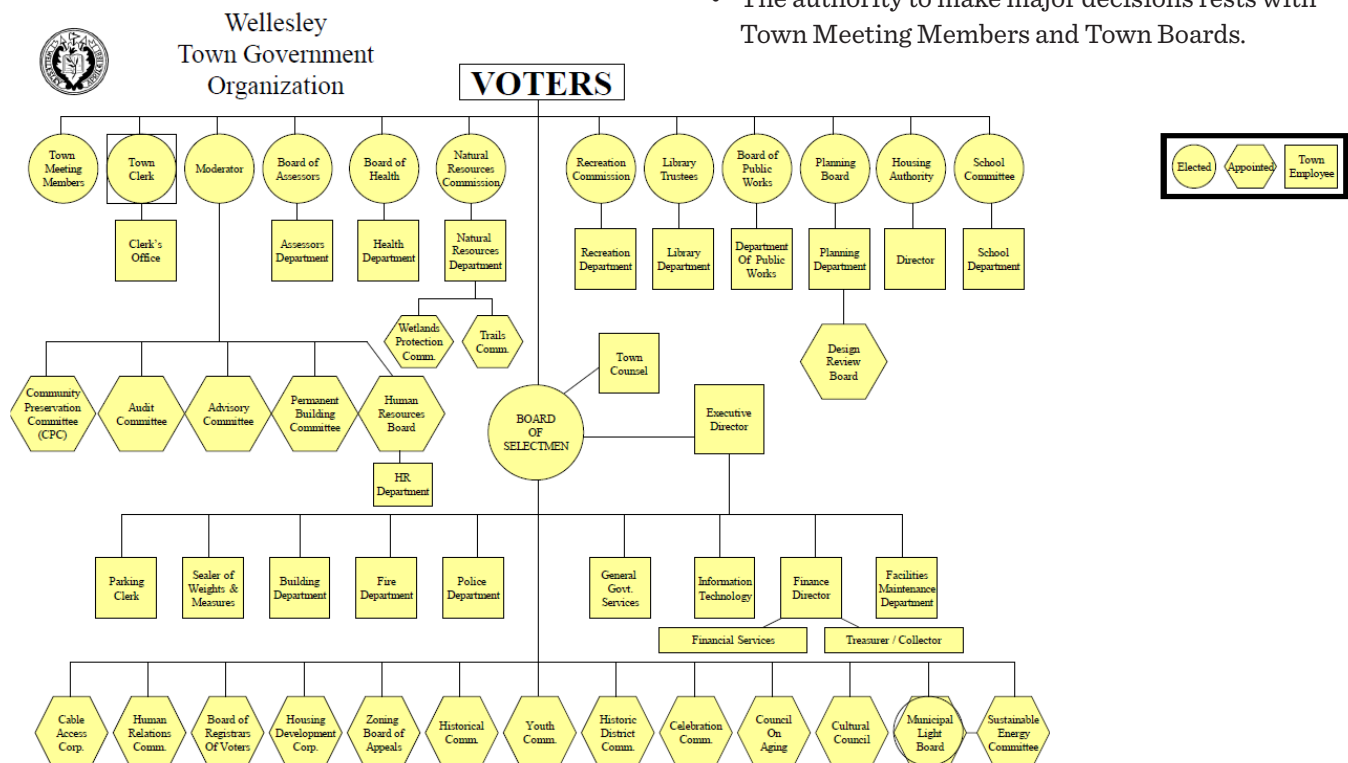 The authority to make major decisions rests with
Town Meeting Members and Town Boards.
Wellesley
Town Government
Organization
VOTERS
Town
Meeting
Members
Town
Clerk
Moderator
Board of
Assessors
Board of
Health
Natural
Resources
Commission
Recreation
Commission
Library
Trustees
Board of
Public
Works
Planning
Board
Housing
Authority
School
Committee
Elected
Appointed
Town
Employee
Clerk's
Office
Assessors
Department
Health
Department
Natural
Resources
Department
Recreation
Department
Library
Department
Department
Of Public
Works
Planning
Department
Director
School
Department
Wetlands
Protection
Comm.
Trails
Comm.
Design
Review
Board
Town
Counsel
Community
Preservation
Committee
(CPC)
Audit
Committee
Advisory
Committee
Permanent
Building
Committee
Human
Resources
Board
BOARD
OF
SELECTMEN
Executive
Director
HR
Department
Parking
Clerk
Sealer of
Weights &
Measures
Building
Department
Fire
Department
Police
Department
General
Govt.
Services
Information
Technology
Finance
Director
Facilities
Maintenance
Department
Financial Services
Treasurer / Collector
Cable
Access
Corp.
Human
Relations
Comm.
Board of
Registrars
Of Voters
Housing
Development
Corp.
Zoning
Board of
Appeals
Historical
Comm.
Youth
Comm.
Historic
District
Comm.
Celebration
Comm.
Council
On
Aging
Cultural
Council
Municipal
Light
Board
Sustainable
Energy
Committee